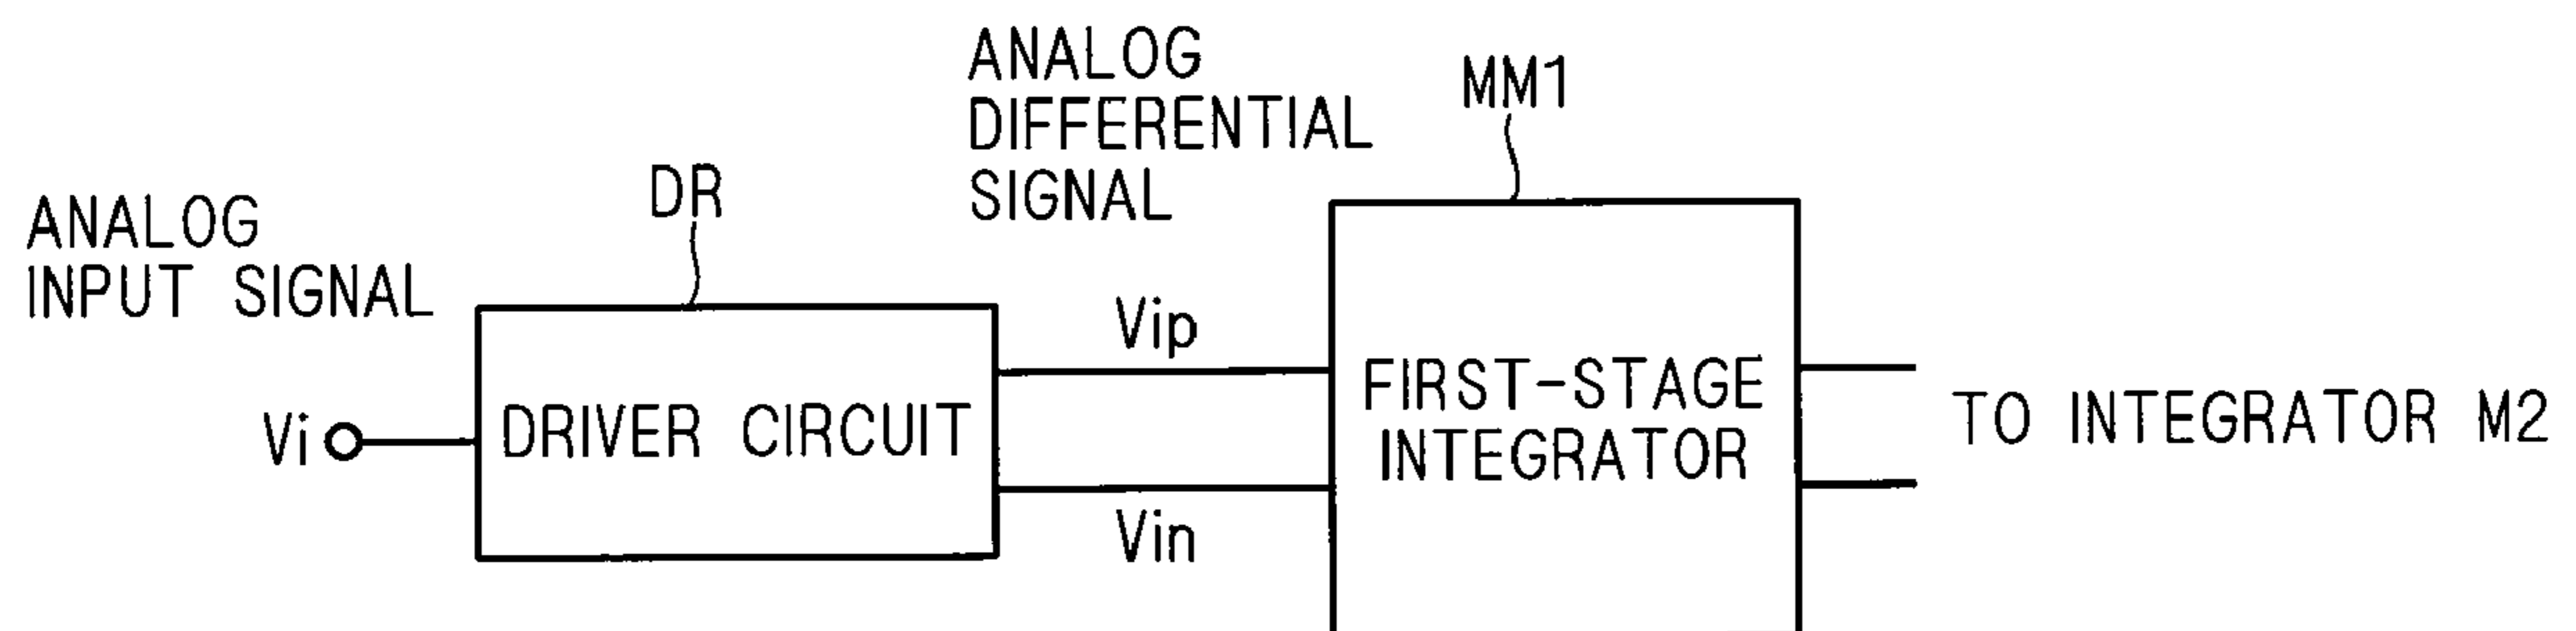 ANALOG
INPUT SIGNAL
DR
ANALOG
DIFFERENTIAL
SIGNAL
MM1
Vi
DRIVER CIRCUIT
Vip
Vin
FIRST-STAGE
INTEGRATOR
TO INTEGRATOR M2